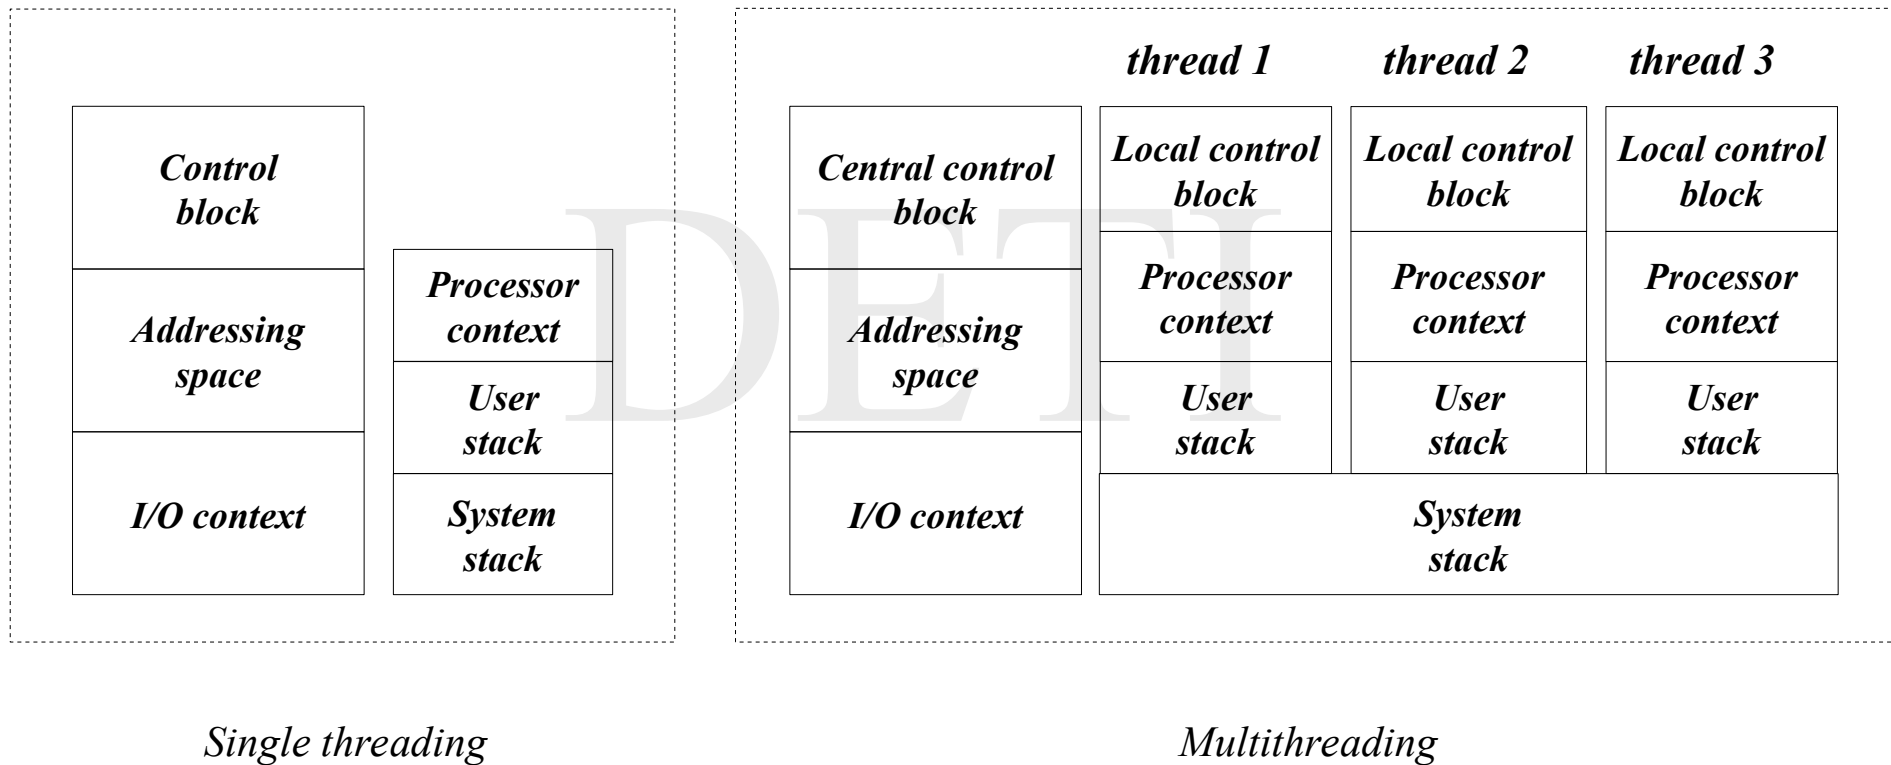 thread 1
thread 2
thread 3
Control
block
Addressing
space
I/O context
Processor
context
User
stack
System
stack
Central control
block
Addressing
space
I/O context
Local control
block
Processor
context
User
stack
Local control
block
Processor
context
User
stack
Local control
block
Processor
context
User
stack
System
stack
DETI
Single threading
Multithreading